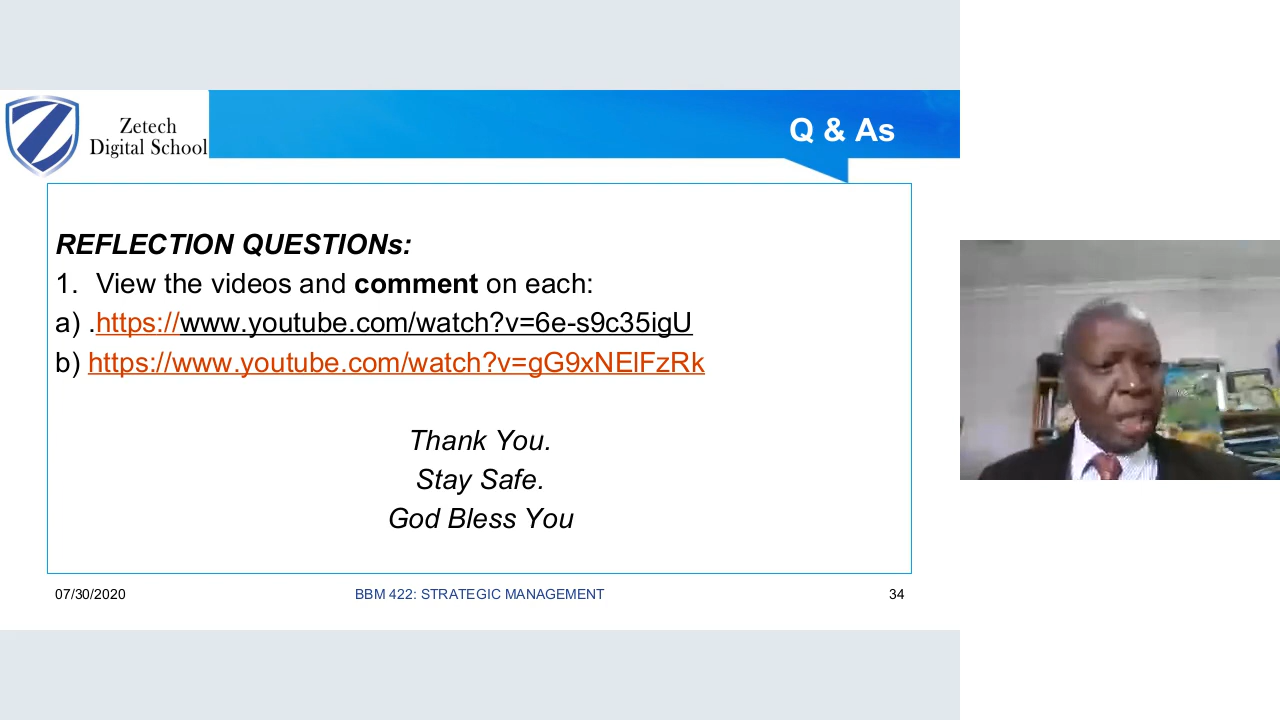 Zetech
Digital School
Q & As
REFLECTION QUESTIONs:
1. View the videos and comment on each:
a) .https://www.youtube.com/watch?v=6e-s9c35igU
b) https://www.youtube.com/watch?v=gG9xNElFzRk
Thank You.
Stay Safe.
God Bless You
07/30/2020
BBM 422: STRATEGIC MANAGEMENT
34